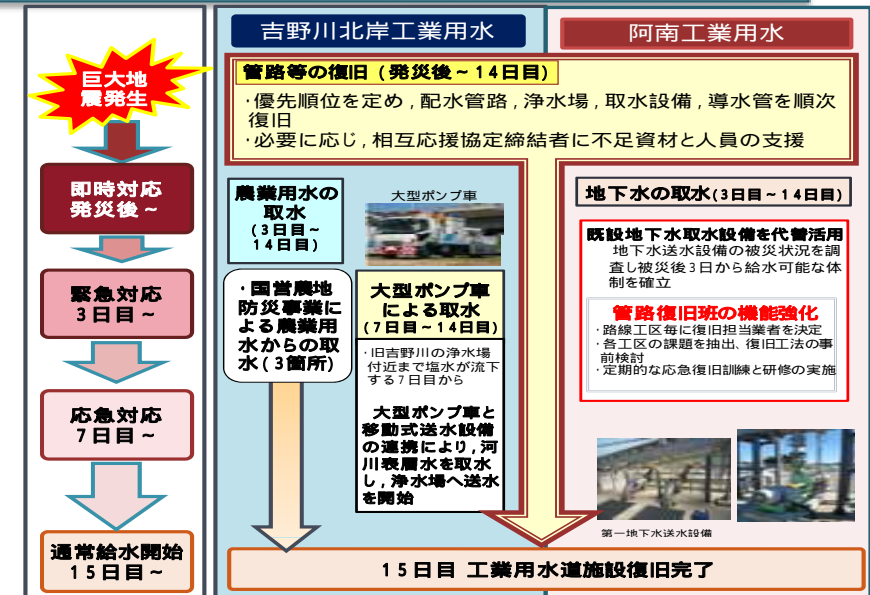 吉野川北岸工業用水
阿南工業用水
巨大地
震発生
即時対応
発災後~
緊急対応
3日目~
応急対応
7日目~
通常給水開始
15日目~
管路等の復旧(発災後~14日目)
・優先順位を定め,配水管路,浄水場,取水設備,導水管を順次
復旧
・必要に応じ,相互応援協定締結者に不足資材と人員の支援
農業用水の
取水
(3日目~
14日目)
・国営農地
防災事業に
よる農業用
水からの取
水(3箇所)
大型ポンプ車
大型ポンプ車
による取水
(7日目~14日目)
・旧吉野川の浄水場
付近まで塩水が流下
する7日目から
大型ポンプ車と
移動式送水設備
の連携により,河
川表層水を取水
し,浄水場へ送水
を開始
地下水の取水(3日目~14日目)
既設地下水取水設備を代替活用
地下水送水設備の被災状況を調
査し被災後3日から給水可能な体
制を確立
管路復旧班の機能強化
・路線工区毎に復旧担当業者を決定
・各工区の課題を抽出、復旧工法の事
前検討
・定期的な応急復旧訓練と研修の実施
第一地下水送水設備
15日目 工業用水道施設復旧完了